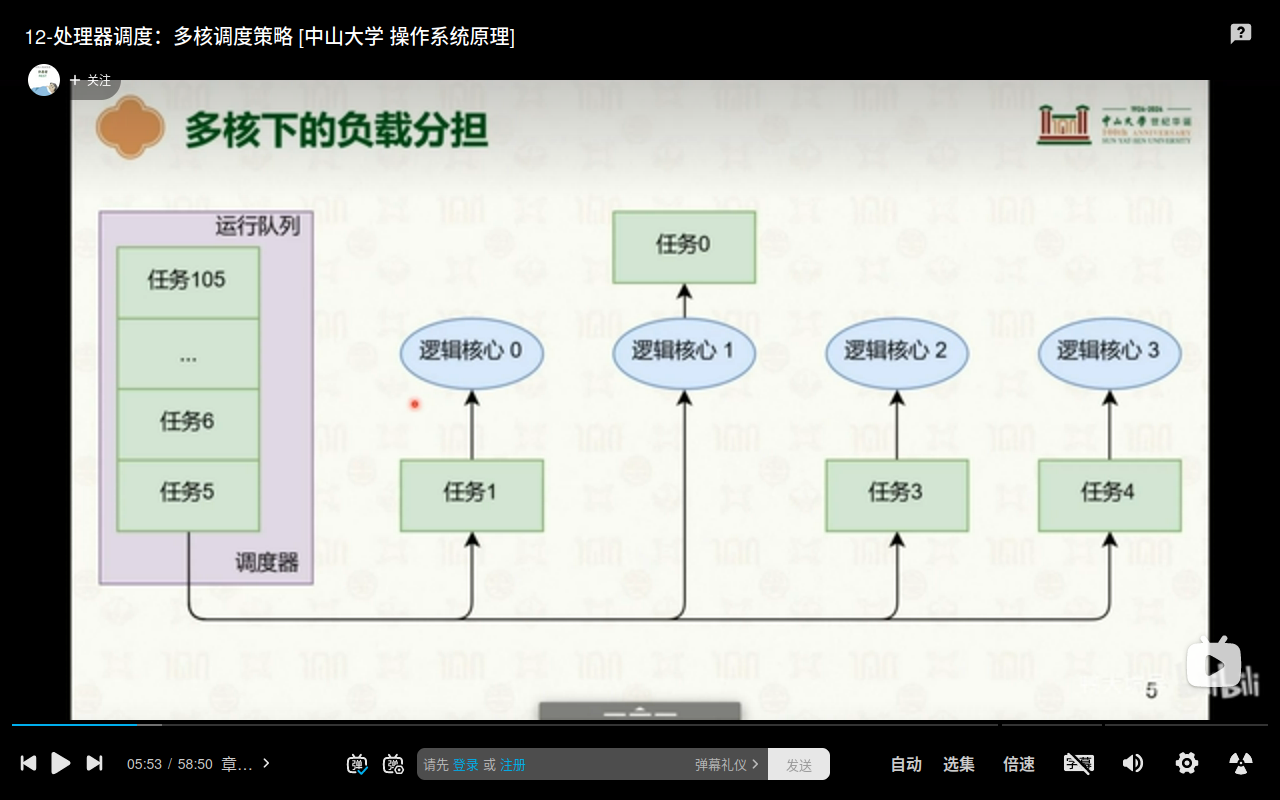 12-处理器调度：多核调度策略 [中山大学 操作系统原理]
+ 关注
多核下的负载分担
1924-2024
中山大学 世纪华诞
100th ANNIVERSARY
SUN YAT-SEN UNIVERSITY
运行队列
任务105
...
任务6
任务5
调度器
任务0
逻辑核心 0
逻辑核心 1
逻辑核心 2
逻辑核心 3
任务1
任务3
任务4
5
05:53 / 58:50 章...
弹
弹
请先 登录 或 注册
弹幕礼仪
发送
自动
选集
倍速
字幕